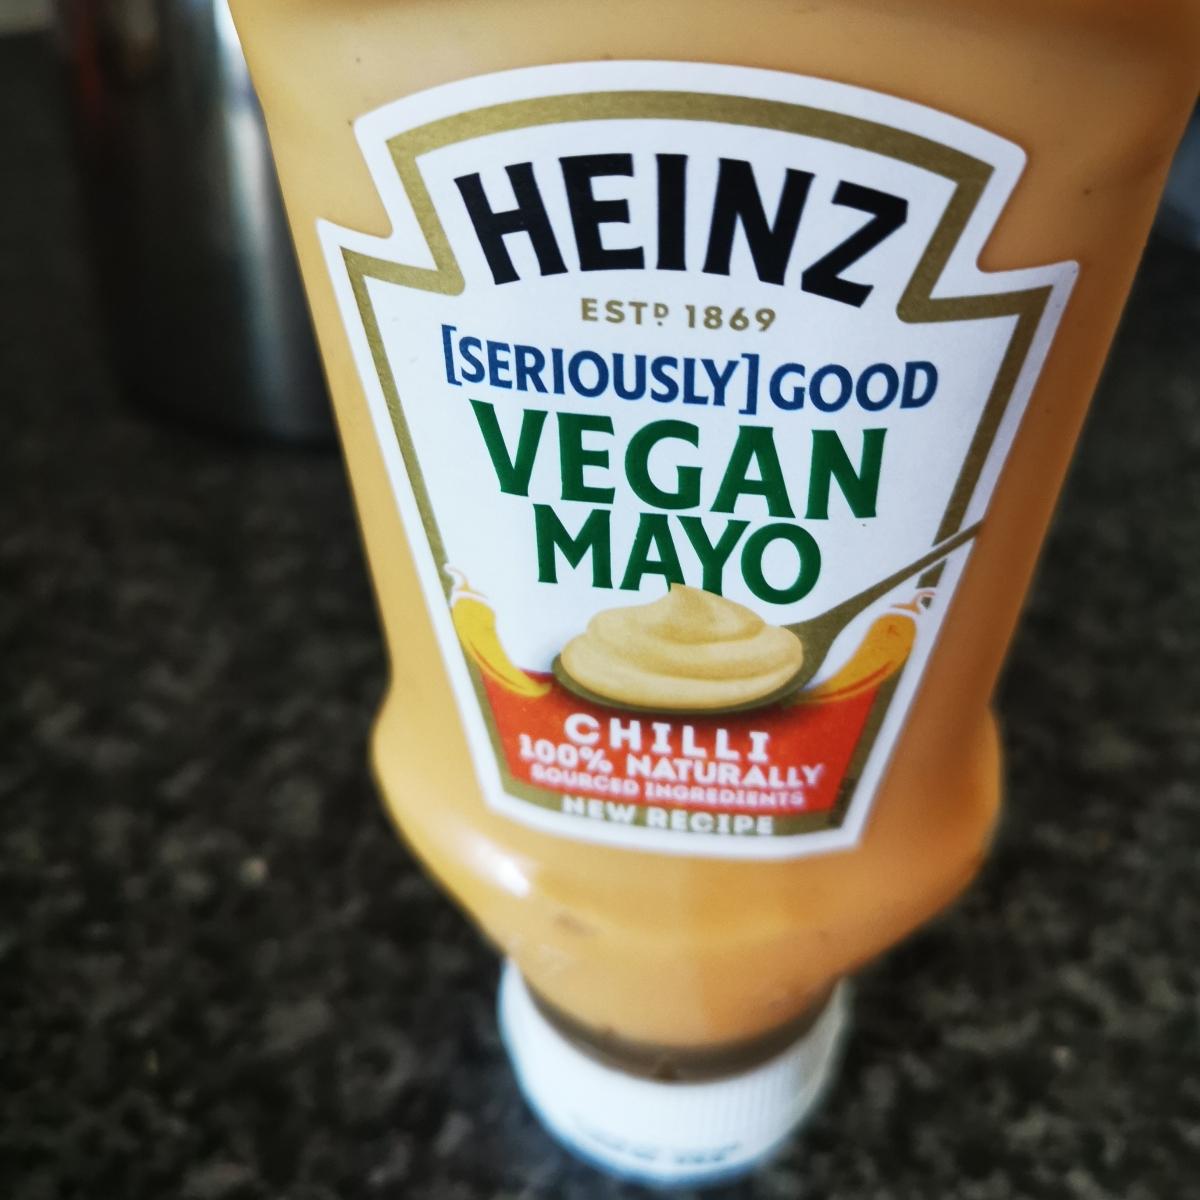 HEINZ
ESTD 1869
[SERIOUSLY] GOOD
VEGAN
MAYO
CHILLI
100% NATURALLY
SOURCED INGREDIENTS
NEW RECIPE